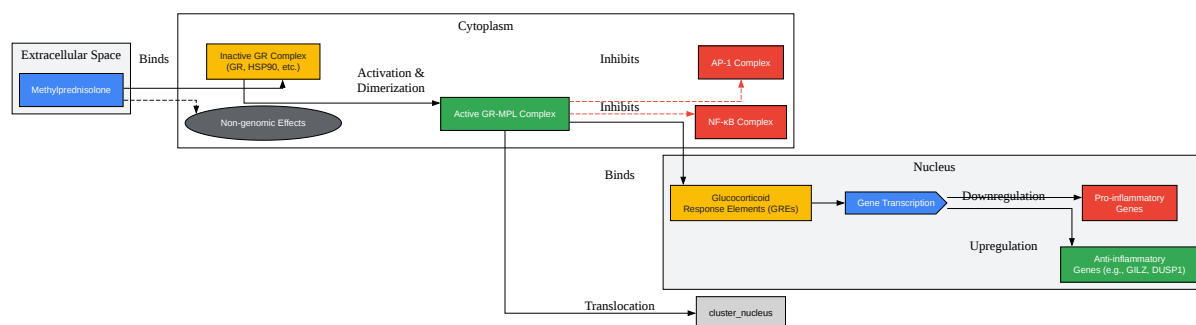 Cytoplasm
Extracellular Space
Binds
Inactive GR Complex
(GR, HSP90, etc.)
Inhibits
AP-1 Complex
Methylprednisolone
Activation &
Dimerization
Inhibits
Non-genomic Effects
Active GR-MPL Complex
NF-κB Complex
Binds
Nucleus
Glucocorticoid
Response Elements (GREs)
Gene Transcription
Downregulation
Pro-inflammatory
Genes
Upregulation
Anti-inflammatory
Genes (e.g., GILZ, DUSP1)
Translocation
cluster_nucleus